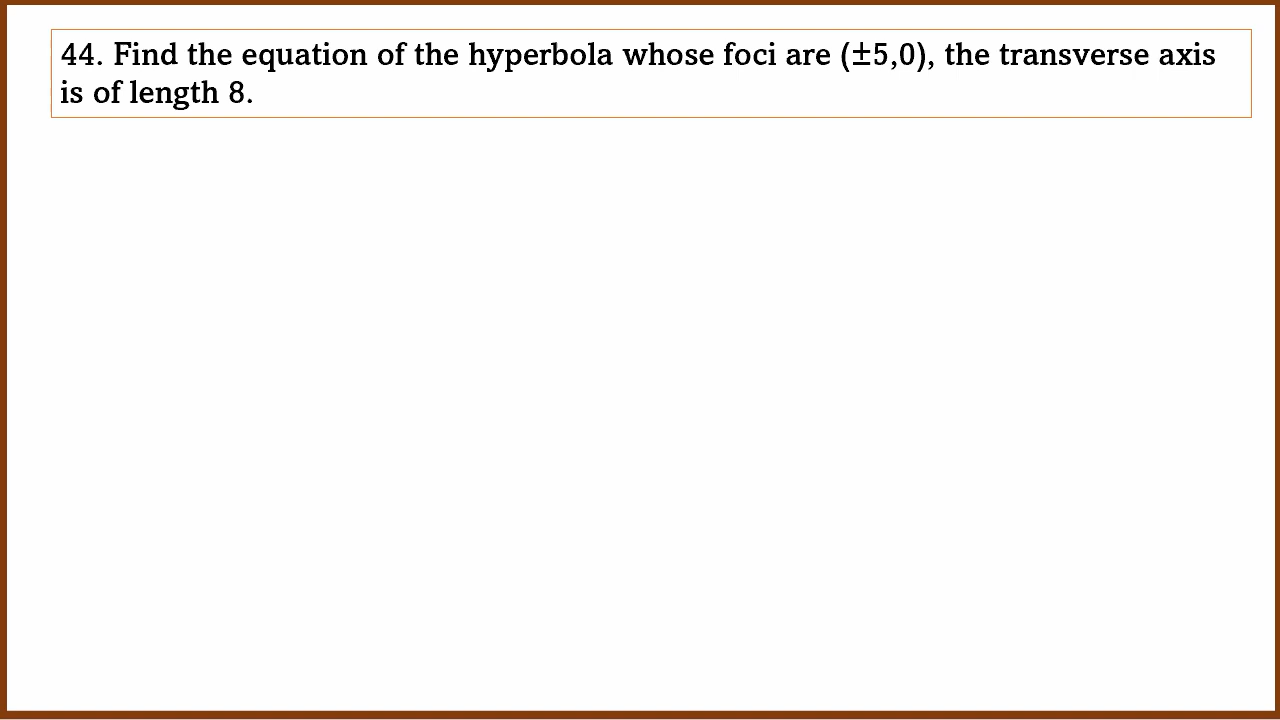 44. Find the equation of the hyperbola whose foci are (±5,0), the transverse axis
is of length 8.